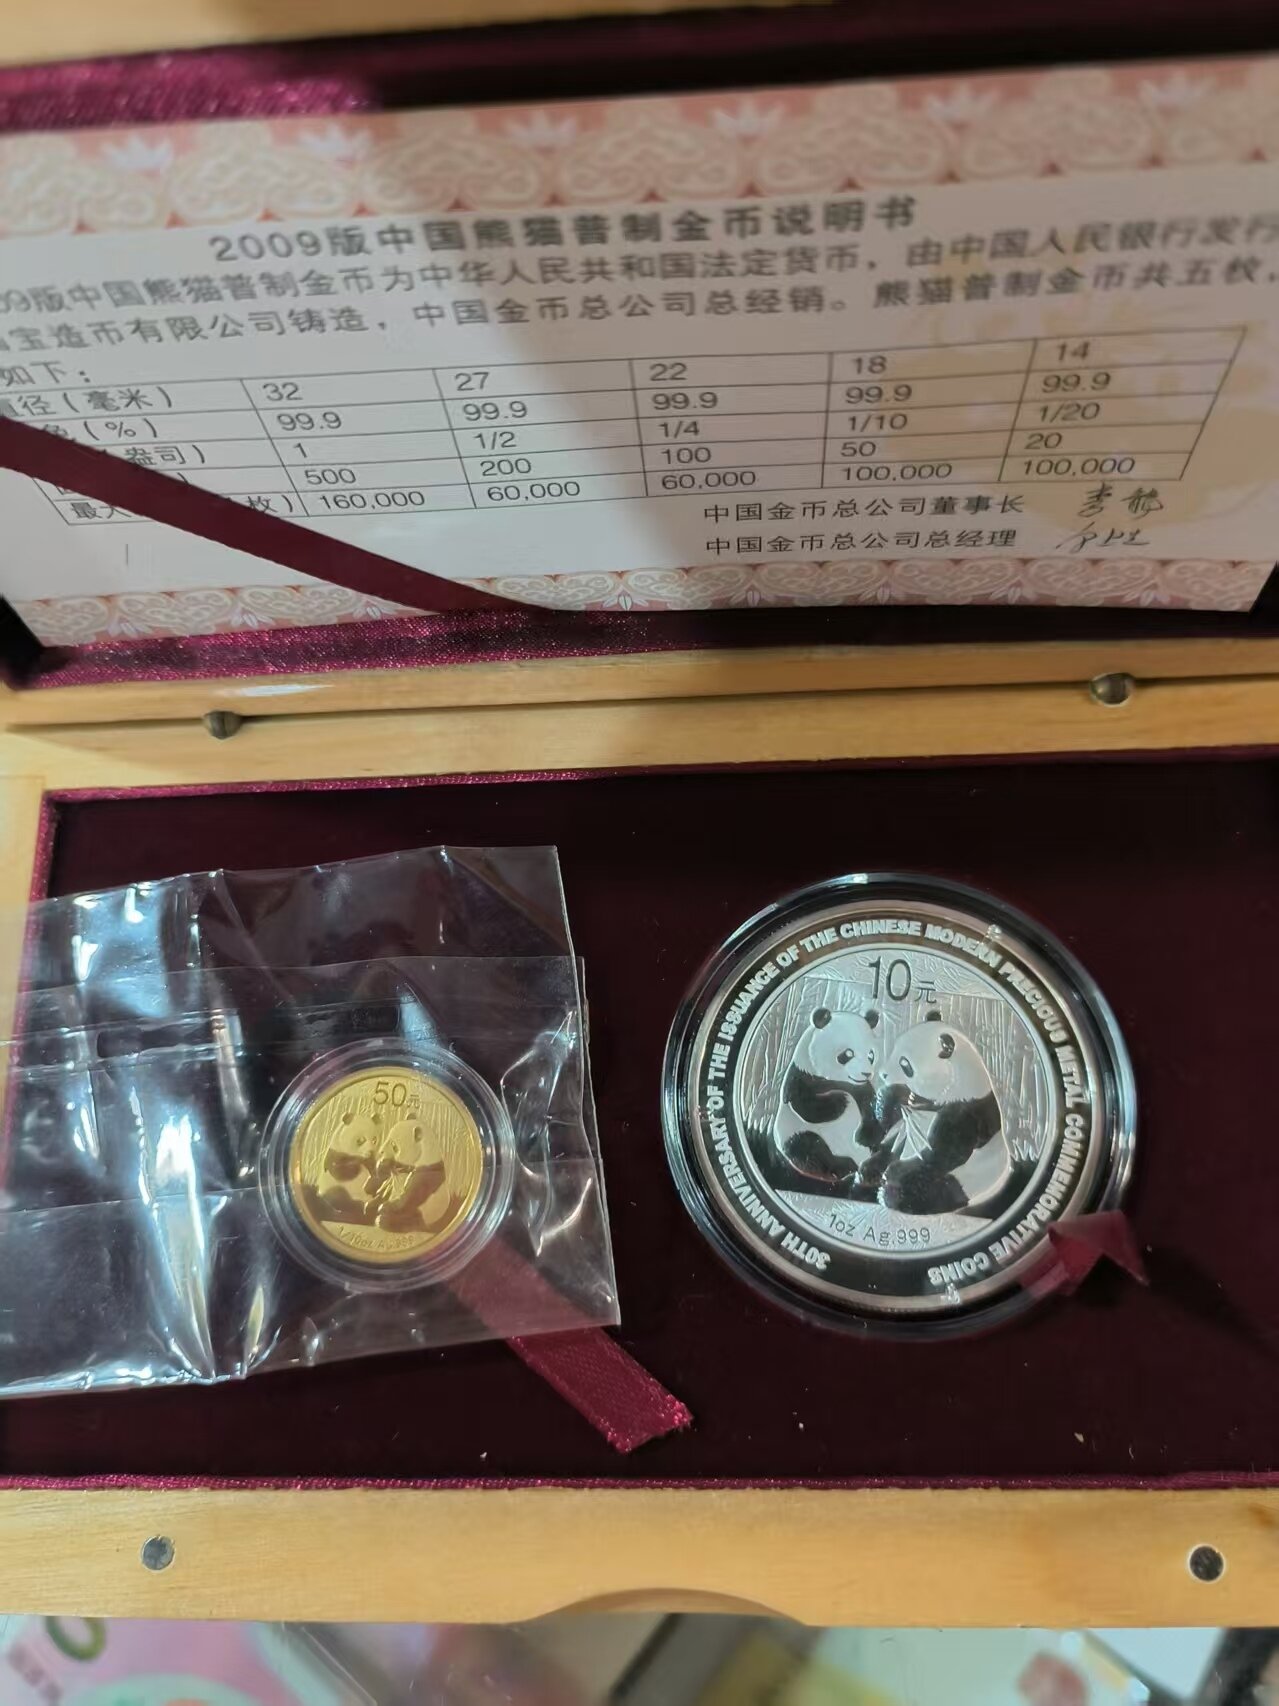 2009版中国熊猫普制金币说明书
09版中国熊猫普制金币为中华人民共和国法定货币，由中国人民银行发行
宝造币有限公司铸造，中国金币总公司总经销。熊猫普制金币共五枚，
如下：
径（毫米） 32 27 22 18 14
色（%） 99.9 99.9 99.9 99.9 99.9
盎司） 1 1/2 1/4 1/10 1/20
500 200 100 50 20
最大 枚） 160,000 60,000 60,000 100,000 100,000
中国金币总公司董事长
中国金币总公司总经理
50元
30TH ANNIVERSARY OF THE ISSUANCE OF THE CHINESE MODERN PRECIOUS METAL COMMEMORATIVE COINS
10元
1oz Ag.999